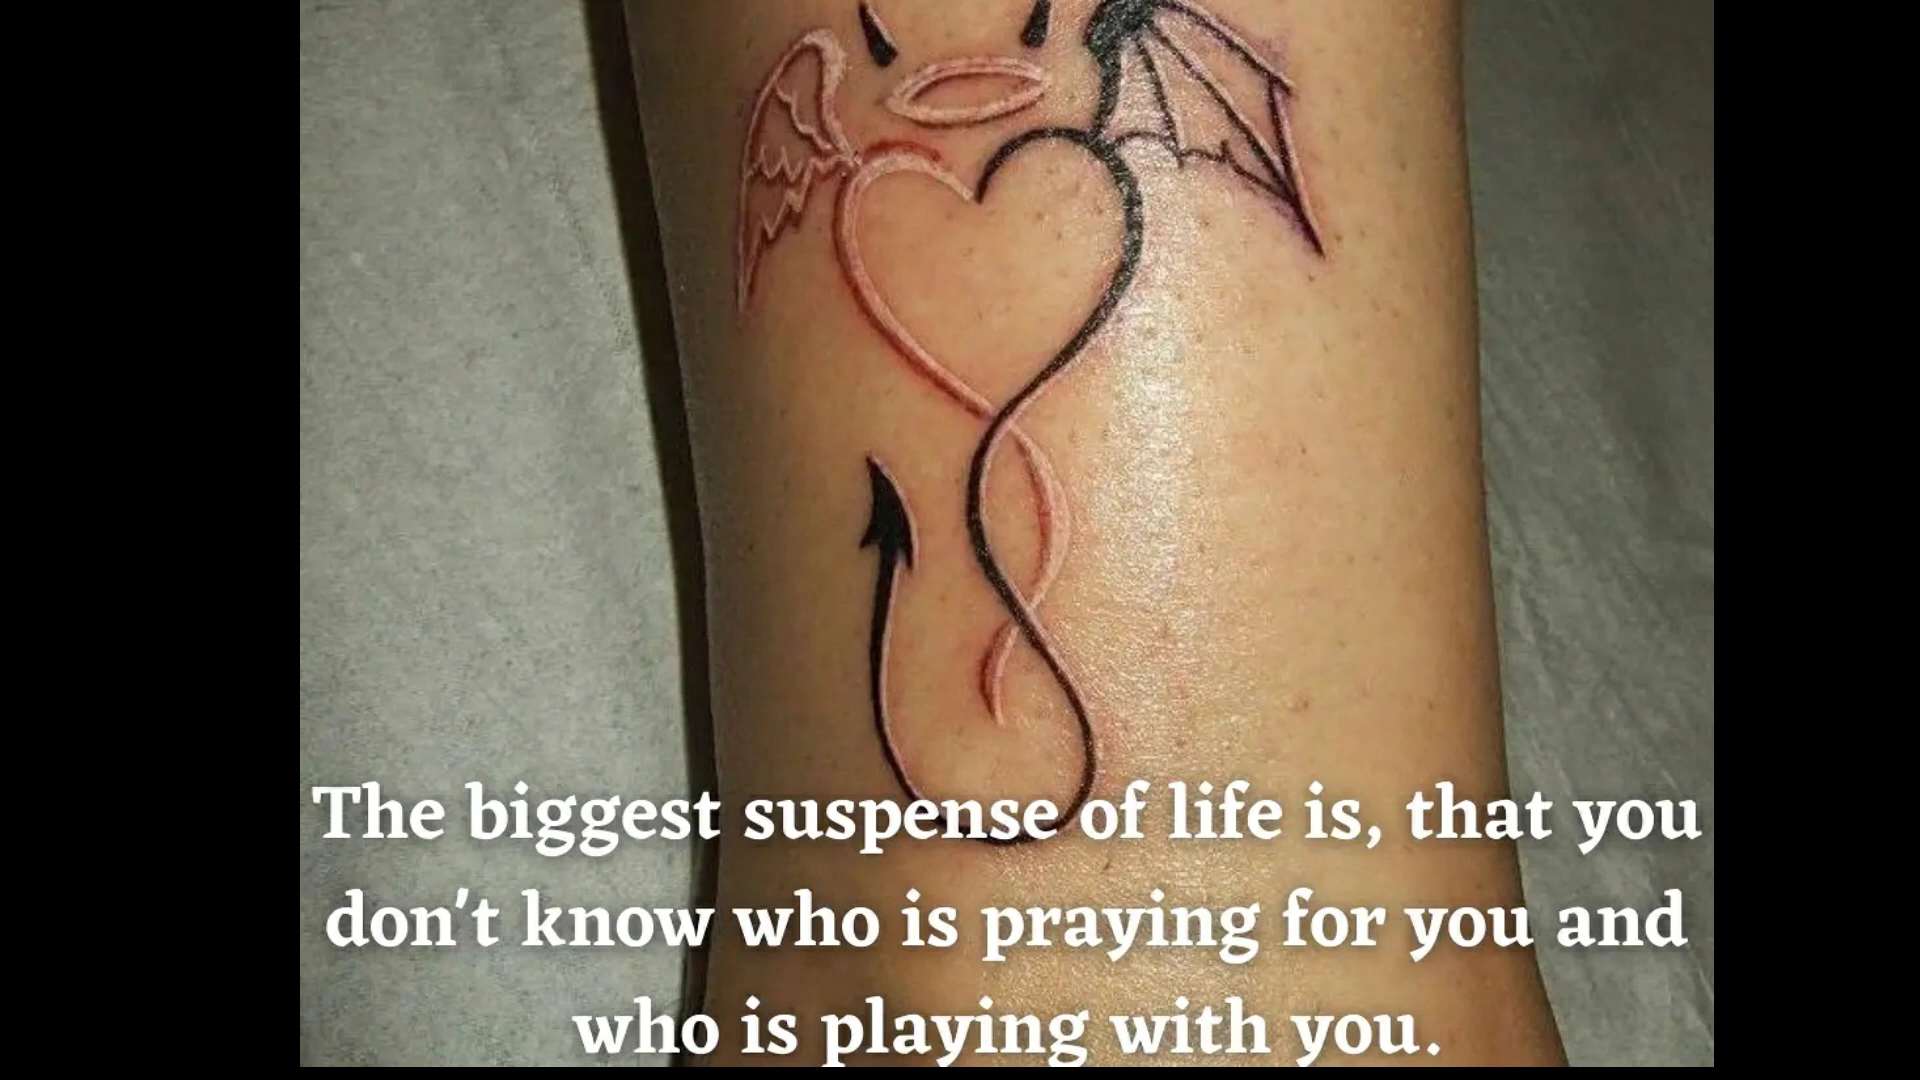 The biggest suspense of life is, that you
don't know who is praying for you and
who is playing with you.